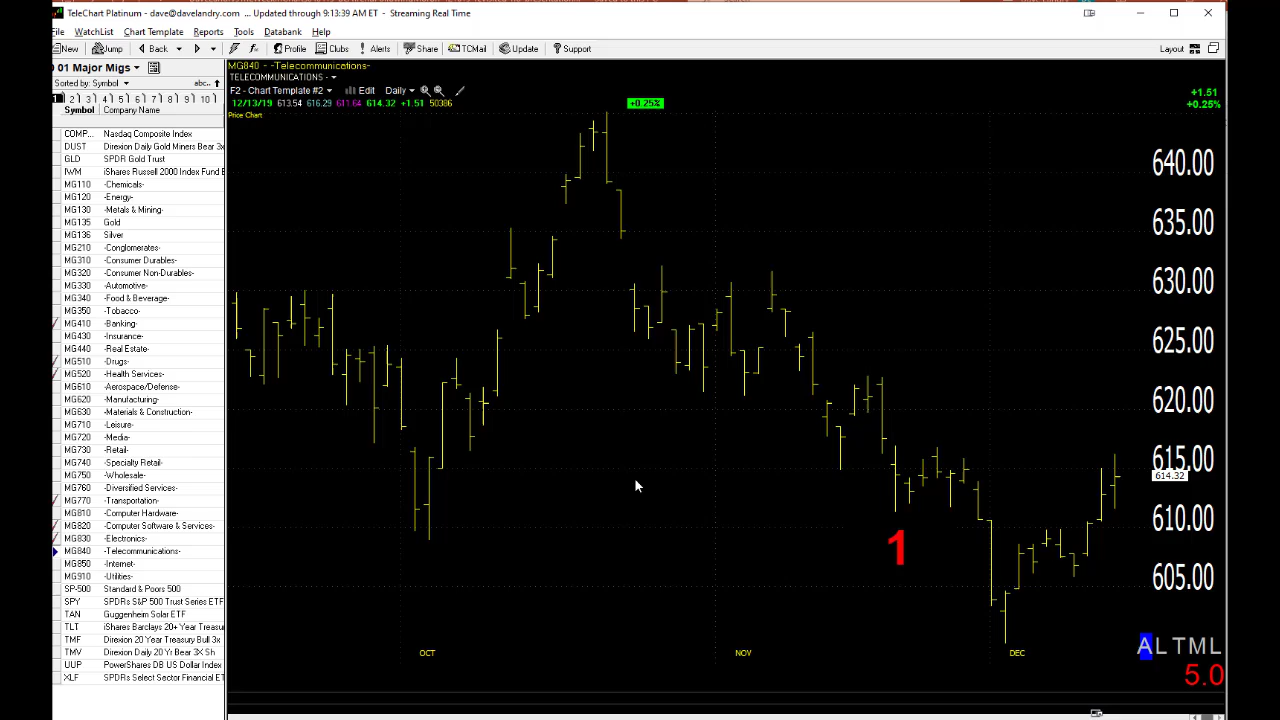 TeleChart Platinum - dave@davelandry.com ... Updated through 9:13:39 AM ET - Streaming Real Time
File WatchList Chart Template Reports Tools Databank Help
New Jump Back Profile Clubs Alerts Share TCMail Update Support Layout
01 Major Migs
Sorted by: Symbol abc..
1 2 3 4 5 6 7 8 9 10
Symbol Company Name
COMP... Nasdaq Composite Index
DUST Direxion Daily Gold Miners Bear 3x
GLD SPDR Gold Trust
IWM iShares Russell 2000 Index Fund E
MG110 -Chemicals-
MG120 -Energy-
MG130 -Metals & Mining-
MG135 Gold
MG136 Silver
MG210 -Conglomerates-
MG310 -Consumer Durables-
MG320 -Consumer Non-Durables-
MG330 -Automotive-
MG340 -Food & Beverage-
MG350 -Tobacco-
MG410 -Banking-
MG430 -Insurance-
MG440 -Real Estate-
MG510 -Drugs-
MG520 -Health Services-
MG610 -Aerospace/Defense-
MG620 -Manufacturing-
MG630 -Materials & Construction-
MG710 -Leisure-
MG720 -Media-
MG730 -Retail-
MG740 -Specialty Retail-
MG750 -Wholesale-
MG760 -Diversified Services-
MG770 -Transportation-
MG810 -Computer Hardware-
MG820 -Computer Software & Services-
MG830 -Electronics-
MG840 -Telecommunications-
MG850 -Internet-
MG910 -Utilities-
SP-500 Standard & Poors 500
SPY SPDRs S&P 500 Trust Series ETF
TAN Guggenheim Solar ETF
TLT iShares Barclays 20+ Year Treasury
TMF Direxion 20 Year Treasury Bull 3x
TMV Direxion Daily 20 Yr Bear 3X Sh
UUP PowerShares DB US Dollar Index
XLF SPDRs Select Sector Financial ET
MG840 - -Telecommunications-
TELECOMMUNICATIONS -
F2 - Chart Template #2 Edit Daily
12/13/19 613.54 616.29 611.64 614.32 +1.51 50386
+0.25%
+1.51
+0.25%
Price Chart
640.00
635.00
630.00
625.00
620.00
615.00
614.32
610.00
605.00
1
OCT NOV DEC
ALTML
5.0